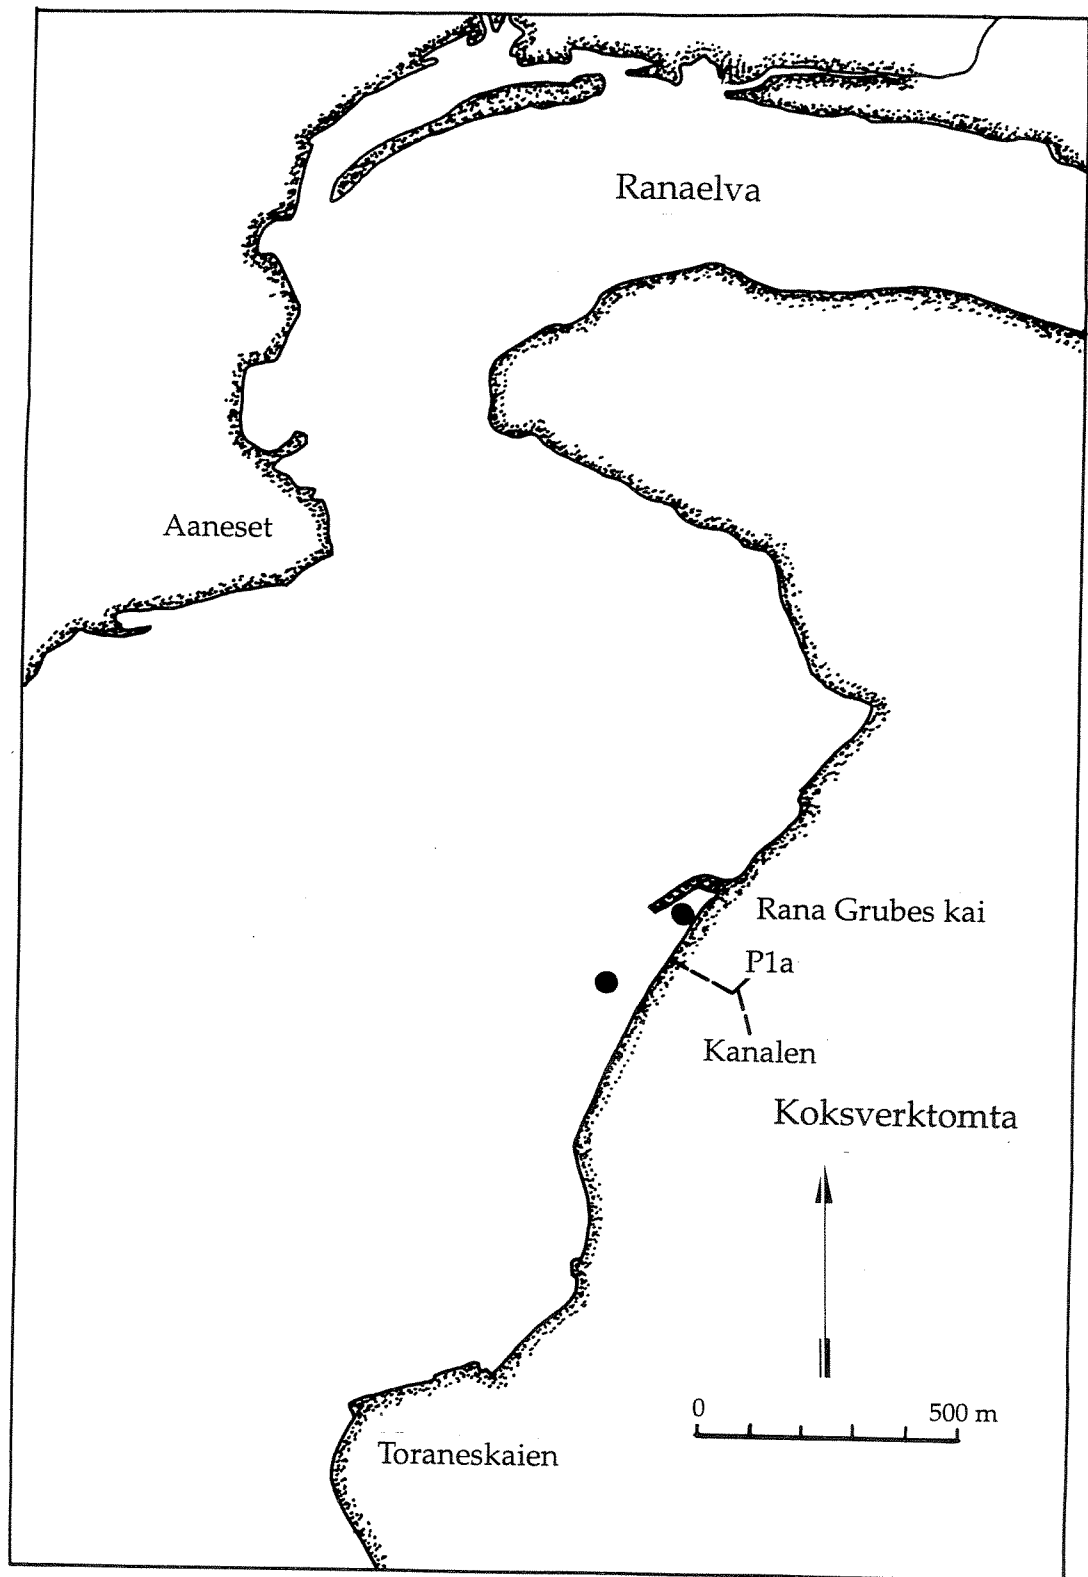 Ranaelva
Aaneset
Rana Grubes kai
P1a
Kanalen
Koksverktomta
0 500 m
Toraneskaien